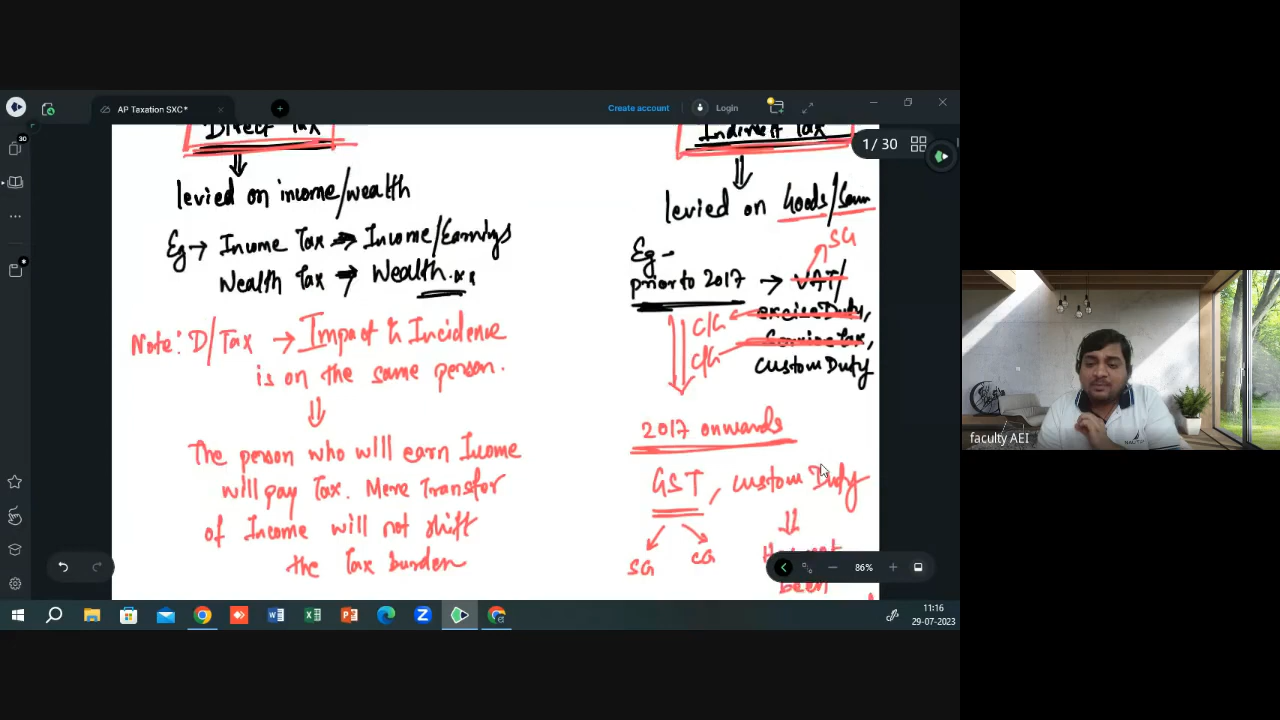 AP Taxation SXC*
Create account
Login
30
1 / 30
Direct Tax
levied on income/wealth
Eg → Income Tax → Income/Earnings
Wealth Tax → Wealth.xx
Note: D/Tax → Impact & Incidence
is on the same person.
The person who will earn Income
will pay Tax. Mere Transfer
of Income will not shift
the Tax burden
Indirect Tax
levied on Goods/
SG
Eg -
prior to 2017 → VAT/
excise Duty,
C/G
Service Tax,
C/G
custom Duty
2017 onwards
GST, custom Duty
SG CG
been
86%
faculty AEI
NAUTICA
11:16
29-07-2023